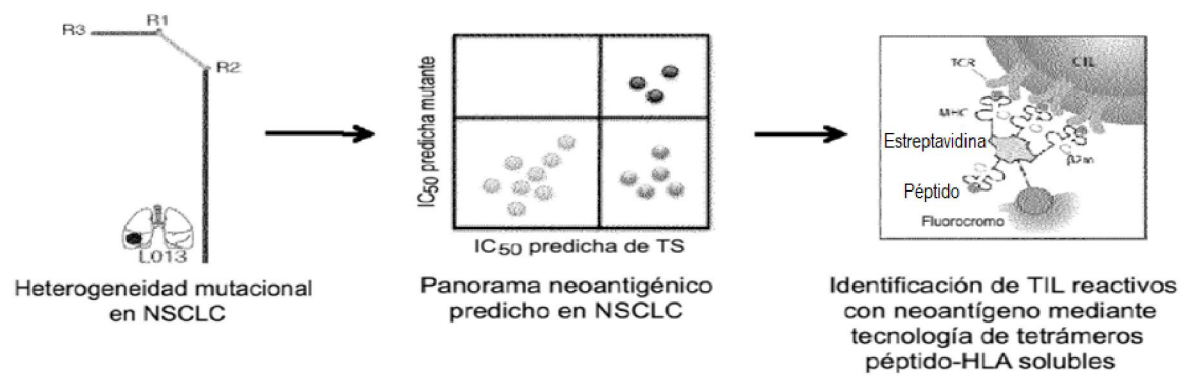 R3
R1
R2
L013
Heterogeneidad mutacional
en NSCLC
IC50 predicha mutante
IC50 predicha de TS
Panorama neoantigénico
predicho en NSCLC
CTL
TCR
MHC
Estreptavidina
β2m
Péptido
Fluorocromo
Identificación de TIL reactivos
con neoantígeno mediante
tecnología de tetrámeros
péptido-HLA solubles